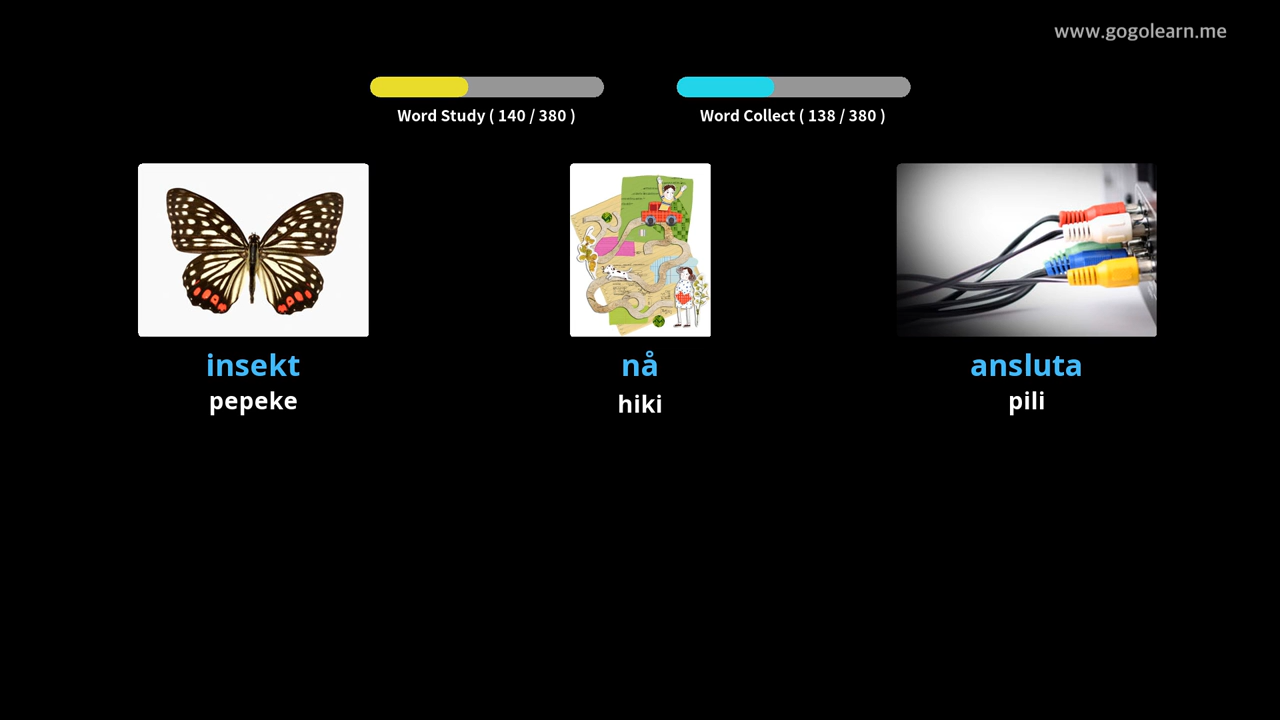 www.gogolearn.me
Word Study ( 140 / 380 )
Word Collect ( 138 / 380 )
insekt
pepeke
nå
hiki
ansluta
pili